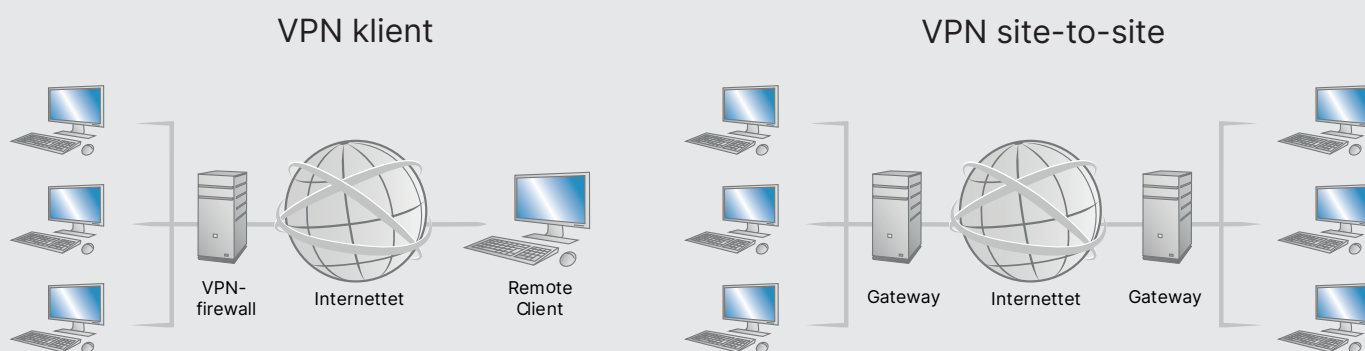 VPN klient
VPN-
firewall
Internettet
Remote
Client
VPN site-to-site
Gateway
Internettet
Gateway